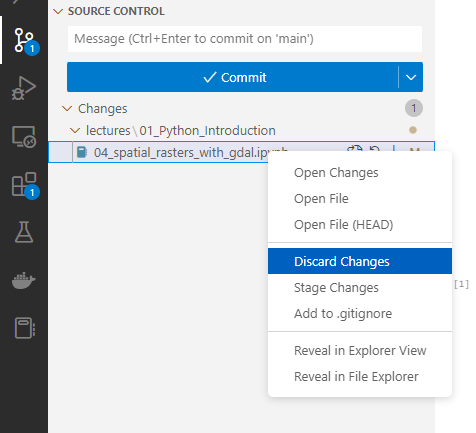 SOURCE CONTROL
1
Message (Ctrl+Enter to commit on 'main')
Commit
Changes 1
lectures\01_Python_Introduction
04_spatial_rasters_with_gdal.ipynb M
Open Changes
Open File
Open File (HEAD)
1
Discard Changes
[1]
Stage Changes
Add to .gitignore
Reveal in Explorer View
Reveal in File Explorer